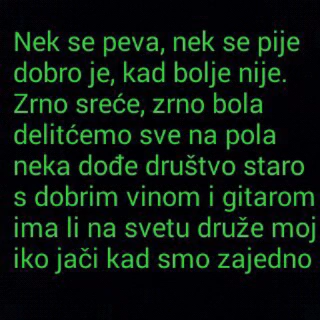 Nek se peva, nek se pije
dobro je, kad bolje nije.
Zrno sreće, zrno bola
delitćemo sve na pola
neka dođe društvo staro
s dobrim vinom i gitarom
ima li na svetu druže moj
iko jači kad smo zajedno